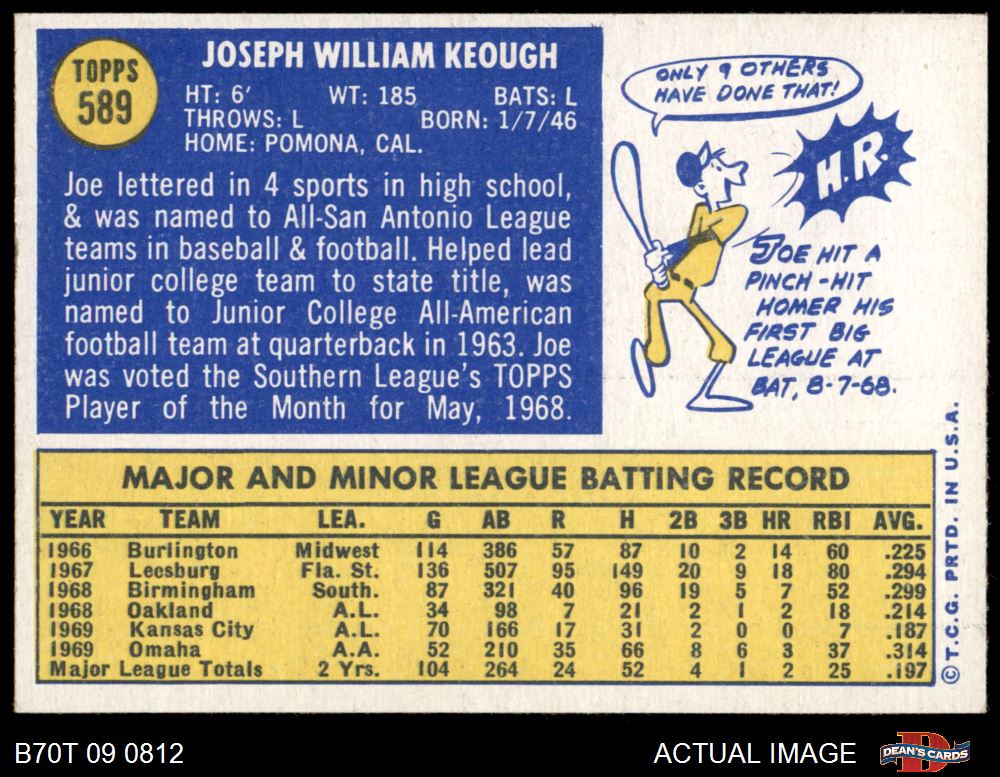 TOPPS
589
JOSEPH WILLIAM KEOUGH
HT: 6' WT: 185 BATS: L
THROWS: L BORN: 1/7/46
HOME: POMONA, CAL.
Joe lettered in 4 sports in high school,
& was named to All-San Antonio League
teams in baseball & football. Helped lead
junior college team to state title, was
named to Junior College All-American
football team at quarterback in 1963. Joe
was voted the Southern League's TOPPS
Player of the Month for May, 1968.
ONLY 9 OTHERS
HAVE DONE THAT!
H.R.
JOE HIT A
PINCH-HIT
HOMER HIS
FIRST BIG
LEAGUE AT
BAT, 8-7-68.
MAJOR AND MINOR LEAGUE BATTING RECORD
YEAR TEAM LEA. G AB R H 2B 3B HR RBI AVG.
1966 Burlington Midwest 114 386 57 87 10 2 14 60 .225
1967 Leesburg Fla. St. 136 507 95 149 20 9 18 80 .294
1968 Birmingham South. 87 321 40 96 19 5 7 52 .299
1968 Oakland A.L. 34 98 7 21 2 1 2 18 .214
1969 Kansas City A.L. 70 166 17 31 2 0 0 7 .187
1969 Omaha A.A. 52 210 35 66 8 6 3 37 .314
Major League Totals 2 Yrs. 104 264 24 52 4 1 2 25 .197
© T.C.G. PRTD. IN U.S.A.
B70T 09 0812
ACTUAL IMAGE
DEAN'S CARDS